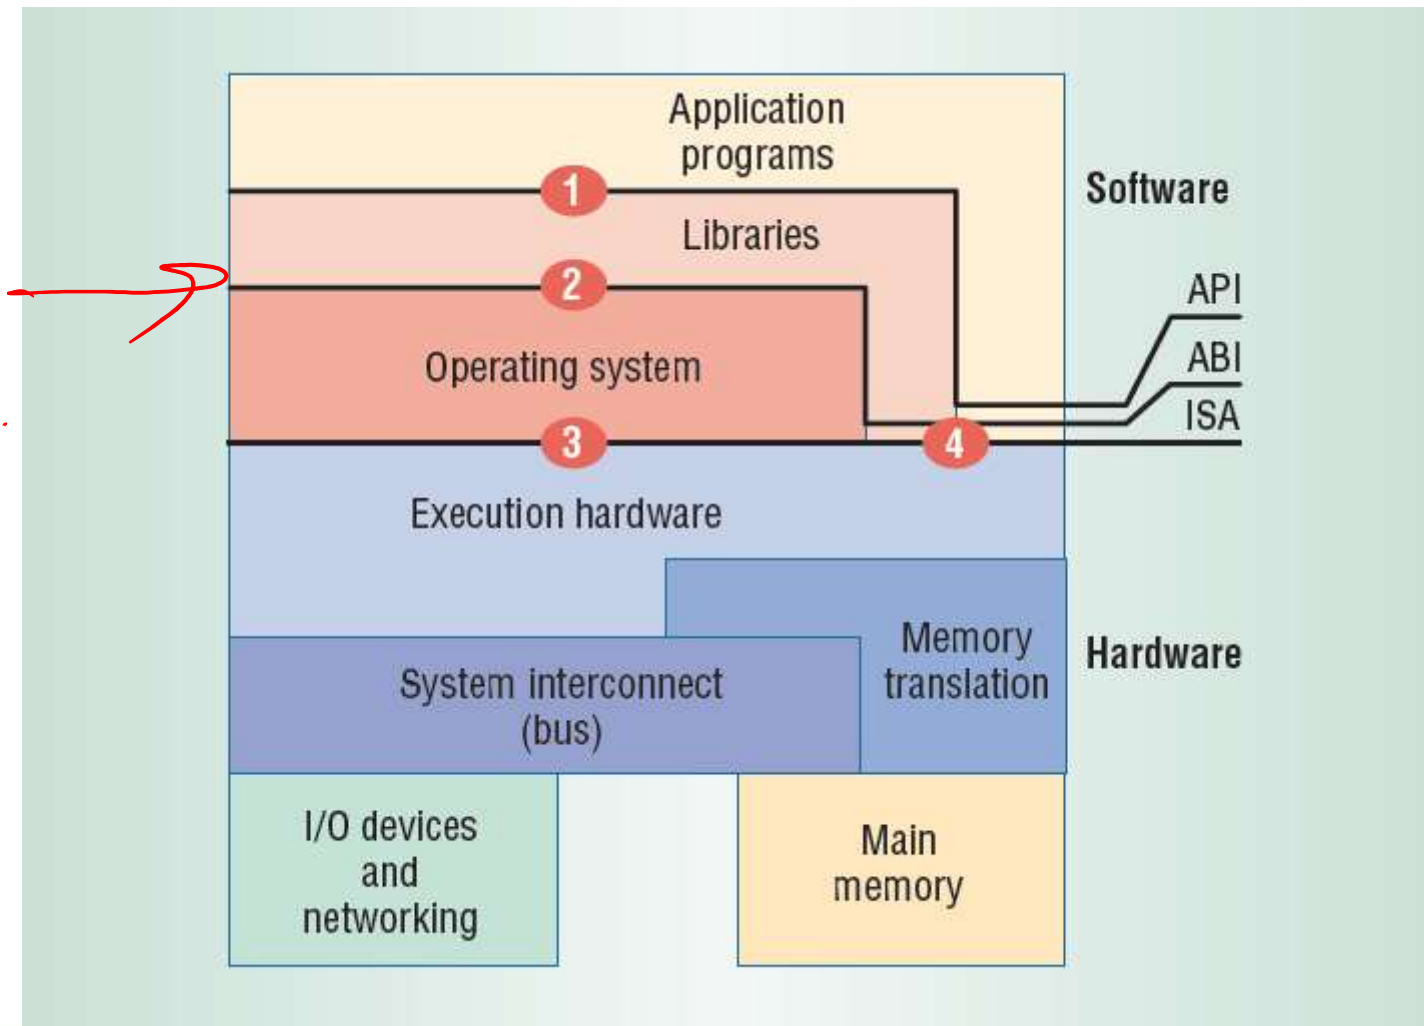 Application
programs
1
Software
Libraries
2
API
Operating system
ABI
ISA
3
4
Execution hardware
Memory
translation
Hardware
System interconnect
(bus)
I/O devices
and
networking
Main
memory